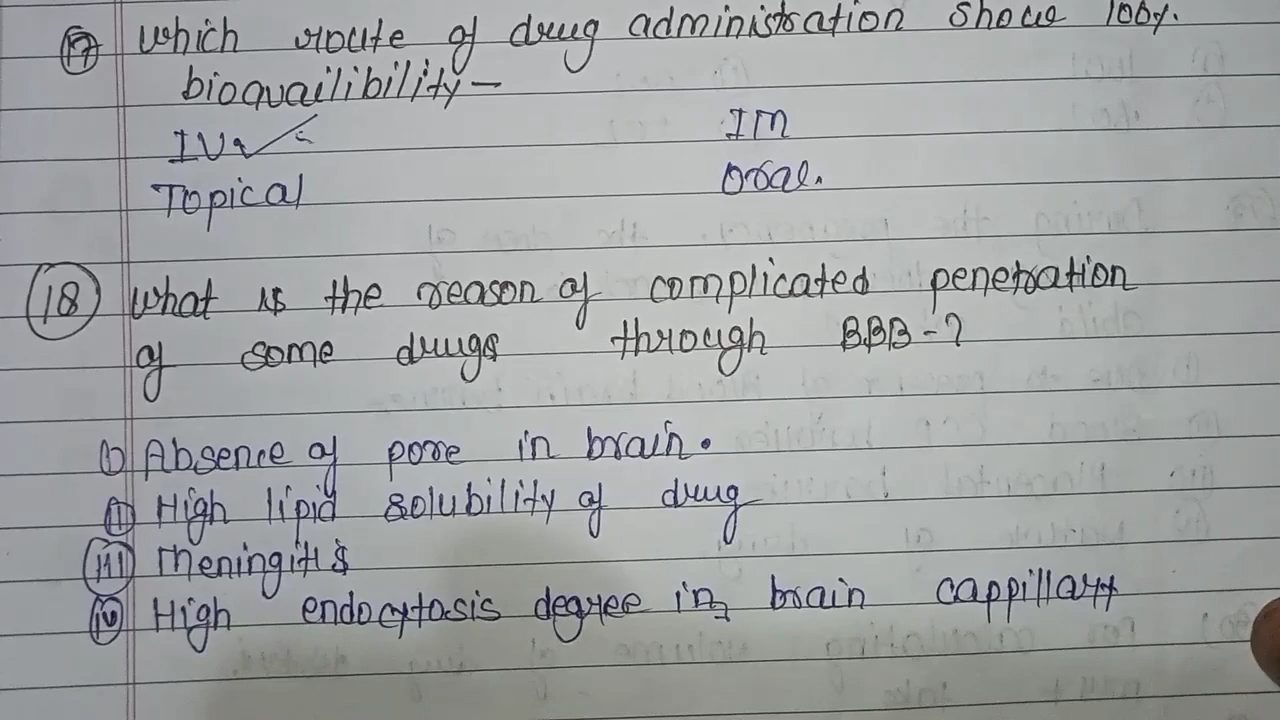 17 Which route of drug administration show 100%.
bioavailibility -
IV ✓ IM
Topical Oral.
18 What is the reason of complicated penetration
of some drugs through BBB - ?
i) Absence of pore in brain.
ii) High lipid solubility of drug
iii) Meningitis
iv) High endocytosis degree in brain cappillary